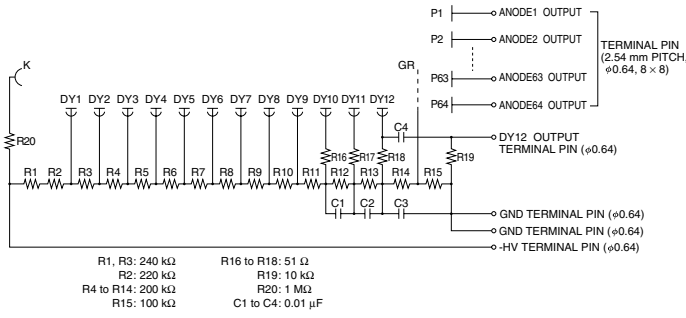 P1
ANODE1 OUTPUT
P2
ANODE2 OUTPUT
TERMINAL PIN
(2.54 mm PITCH,
φ0.64, 8 × 8)
K
GR
P63
ANODE63 OUTPUT
P64
ANODE64 OUTPUT
DY1 DY2 DY3 DY4 DY5 DY6 DY7 DY8 DY9 DY10 DY11 DY12
C4
DY12 OUTPUT
TERMINAL PIN (φ0.64)
R20
R16 R17 R18 R19
R1 R2 R3 R4 R5 R6 R7 R8 R9 R10 R11 R12 R13 R14 R15
C1 C2 C3
GND TERMINAL PIN (φ0.64)
GND TERMINAL PIN (φ0.64)
-HV TERMINAL PIN (φ0.64)
R1, R3: 240 kΩ R16 to R18: 51 Ω
R2: 220 kΩ R19: 10 kΩ
R4 to R14: 200 kΩ R20: 1 MΩ
R15: 100 kΩ C1 to C4: 0.01 µF